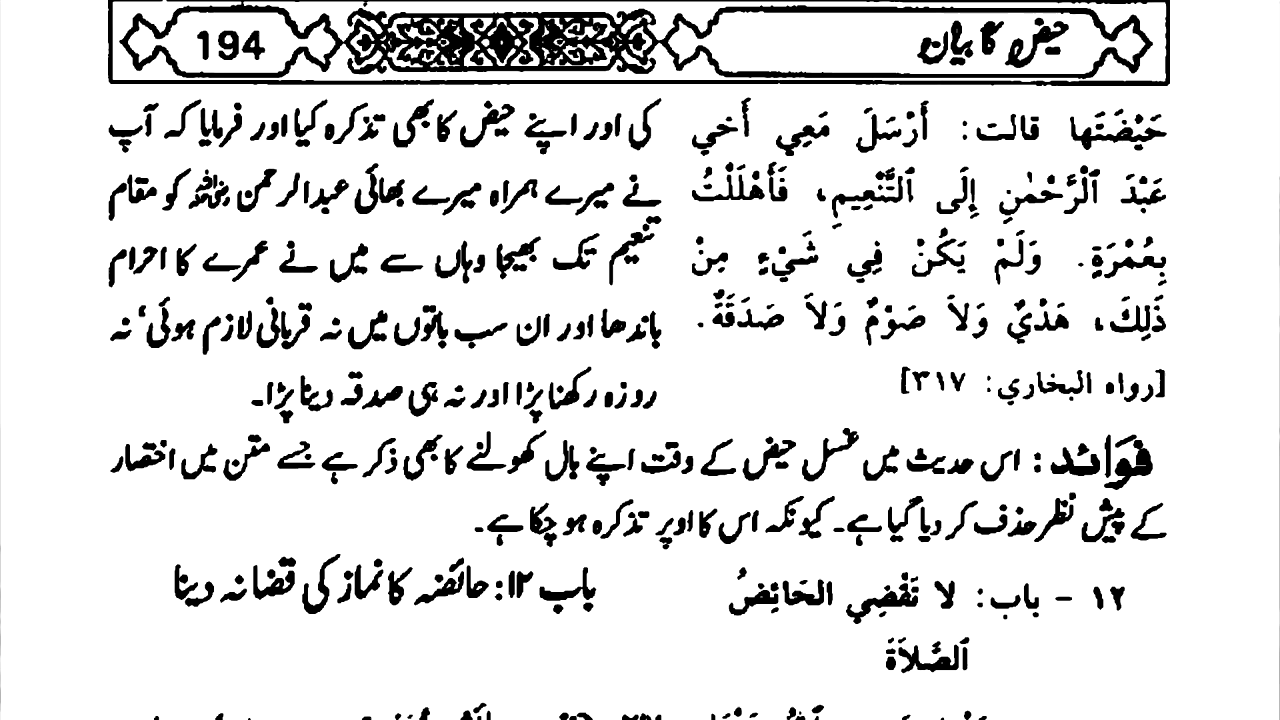 حیض کا بیان
194
حَيْضَتَها قالت: أَرْسَلَ مَعِي أَخي
عَبْدَ ٱلْرَّحْمٰنِ إِلَى ٱلتَّنْعِيمِ، فَأَهْلَلْتُ
بِعُمْرَةٍ. وَلَمْ يَكُنْ فِي شَيْءٍ مِنْ
ذَلِكَ، هَدْيٌ وَلاَ صَوْمٌ وَلاَ صَدَقَةٌ.
[رواه البخاري: ٣١٧]
کی اور اپنے حیض کا بھی تذکرہ کیا اور فرمایا کہ آپ
نے میرے ہمراہ میرے بھائی عبدالرحمن رضی اللہ عنہ کو مقام
تنعیم تک بھیجا وہاں سے میں نے عمرے کا احرام
باندھا اور ان سب باتوں میں نہ قربانی لازم ہوئی' نہ
روزہ رکھنا پڑا اور نہ ہی صدقہ دینا پڑا۔
فوَائد: اس حدیث میں غسل حیض کے وقت اپنے بال کھولنے کا بھی ذکر ہے جسے متن میں اختصار
کے پیش نظر حذف کر دیا گیا ہے۔ کیونکہ اس کا اوپر تذکرہ ہو چکا ہے۔
١٢ - باب: لا تَقْضِي الحَائِضُ
ٱلصَّلاَةَ
باب ۱۲: حائضہ کا نماز کی قضا نہ دینا